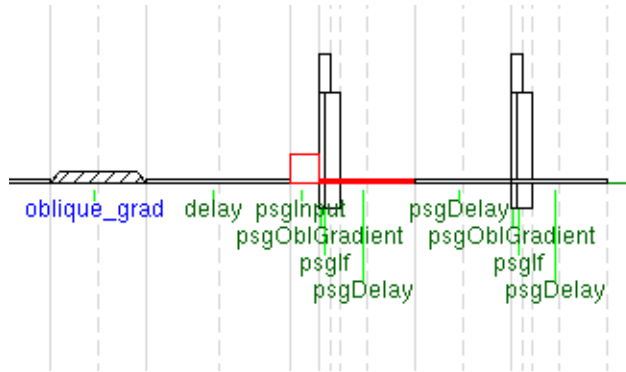 oblique_grad delay psgInput psgDelay
psgOblGradient psgOblGradient
psgIf psgIf
psgDelay psgDelay